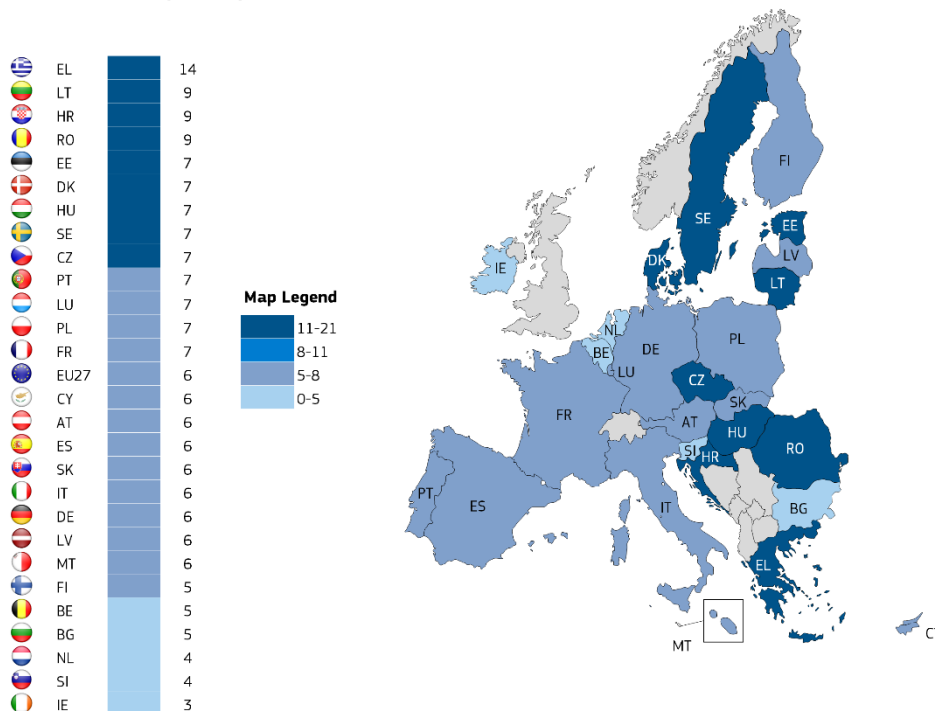 EL 14
LT 9
HR 9
RO 9
EE 7
DK 7
HU 7
SE 7
CZ 7
PT 7
LU 7
PL 7
FR 7
EU27 6
CY 6
AT 6
ES 6
SK 6
IT 6
DE 6
LV 6
MT 6
FI 5
BE 5
BG 5
NL 4
SI 4
IE 3
Map Legend
11-21
8-11
5-8
0-5
FI
SE
EE
LV
DK
LT
IE
NL
BE
DE
PL
LU
CZ
SK
FR
AT
HU
SI
HR
RO
PT
ES
IT
BG
EL
MT